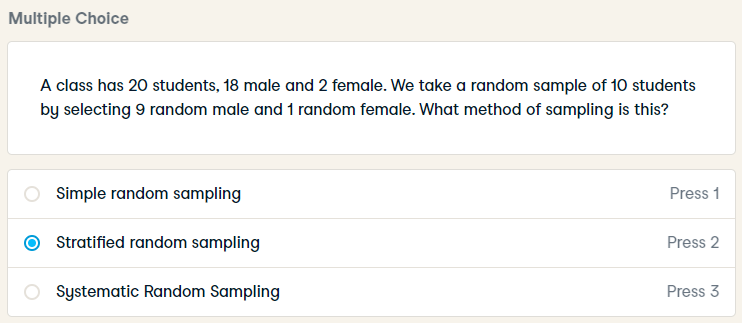 Multiple Choice
A class has 20 students, 18 male and 2 female. We take a random sample of 10 students
by selecting 9 random male and 1 random female. What method of sampling is this?
Simple random sampling Press 1
Stratified random sampling Press 2
Systematic Random Sampling Press 3